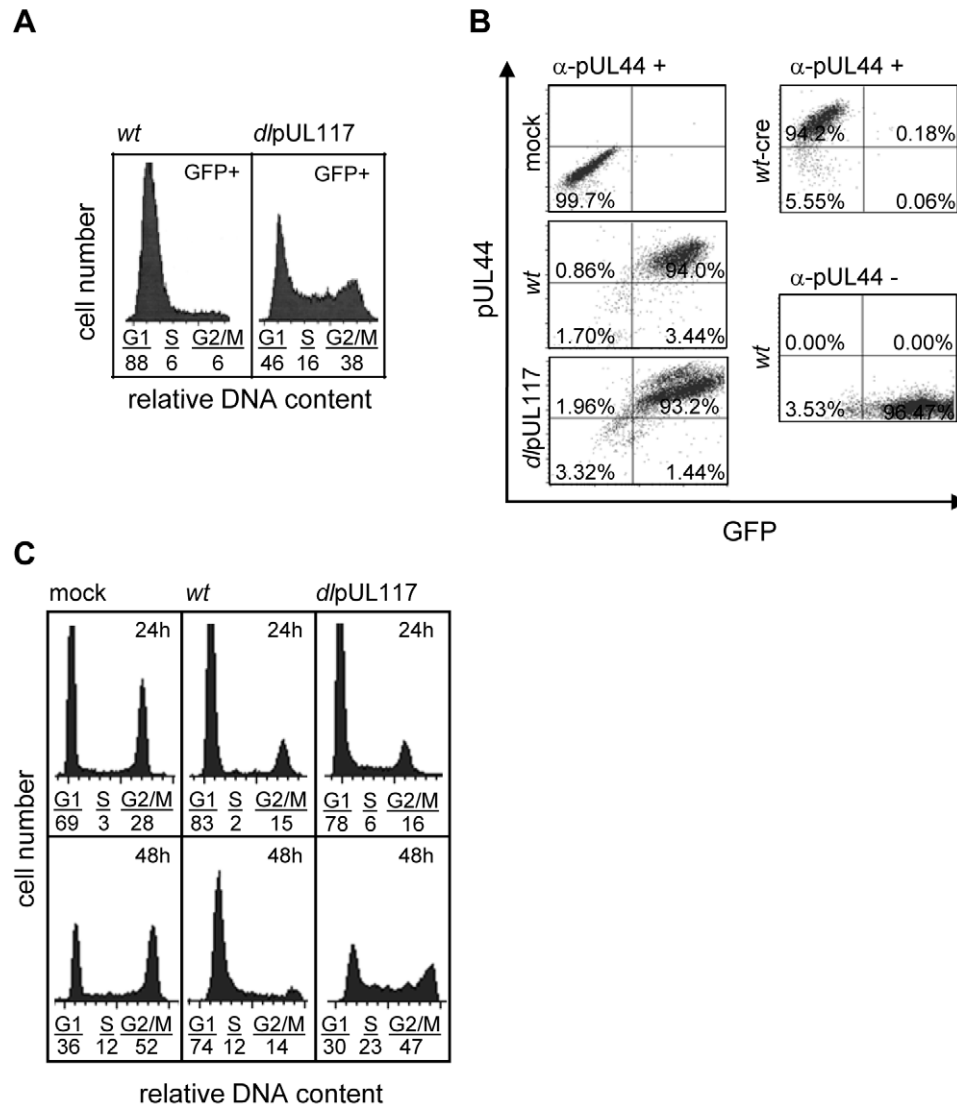 A
wt
dlpUL117
GFP+
GFP+
cell number
G1 S G2/M
88 6 6
G1 S G2/M
46 16 38
relative DNA content
B
α-pUL44 +
α-pUL44 +
mock
99.7%
wt-cre
94.2% 0.18%
5.55% 0.06%
pUL44
wt
0.86% 94.0%
1.70% 3.44%
α-pUL44 -
wt
0.00% 0.00%
3.53% 96.47%
dlpUL117
1.96% 93.2%
3.32% 1.44%
GFP
C
mock
wt
dlpUL117
24h
24h
24h
G1 S G2/M
69 3 28
G1 S G2/M
83 2 15
G1 S G2/M
78 6 16
cell number
48h
48h
48h
G1 S G2/M
36 12 52
G1 S G2/M
74 12 14
G1 S G2/M
30 23 47
relative DNA content